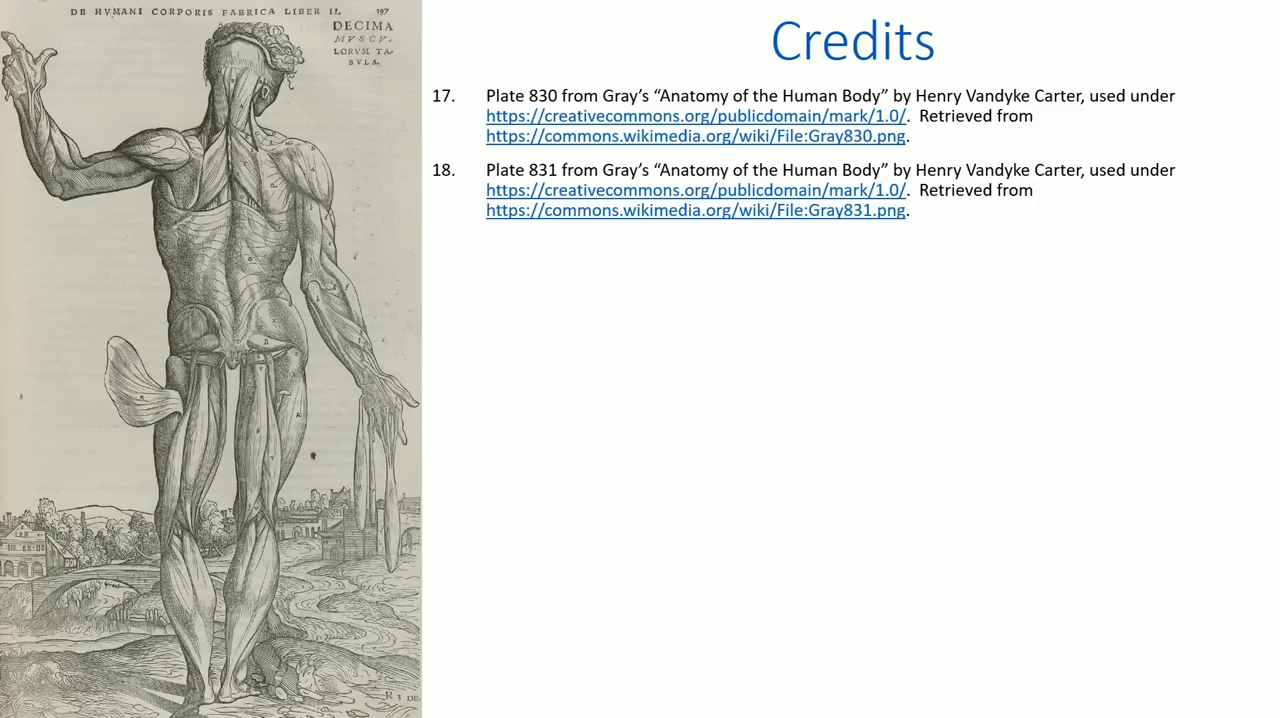 DE HVMANI CORPORIS FABRICA LIBER II. 197
DECIMA
MVSCV-
LORVM TA-
BVLA.
R 3 DE-
Credits
17. Plate 830 from Gray’s “Anatomy of the Human Body” by Henry Vandyke Carter, used under
https://creativecommons.org/publicdomain/mark/1.0/. Retrieved from
https://commons.wikimedia.org/wiki/File:Gray830.png.
18. Plate 831 from Gray’s “Anatomy of the Human Body” by Henry Vandyke Carter, used under
https://creativecommons.org/publicdomain/mark/1.0/. Retrieved from
https://commons.wikimedia.org/wiki/File:Gray831.png.